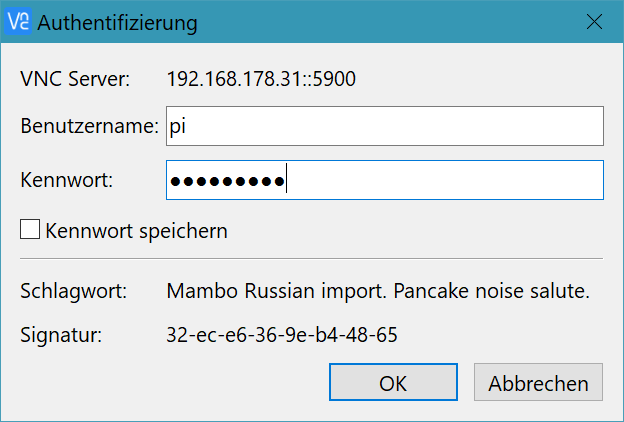 VNC Authentifizierung
VNC Server: 192.168.178.31::5900
Benutzername: pi
Kennwort: ●●●●●●●●●
Kennwort speichern
Schlagwort: Mambo Russian import. Pancake noise salute.
Signatur: 32-ec-e6-36-9e-b4-48-65
OK Abbrechen